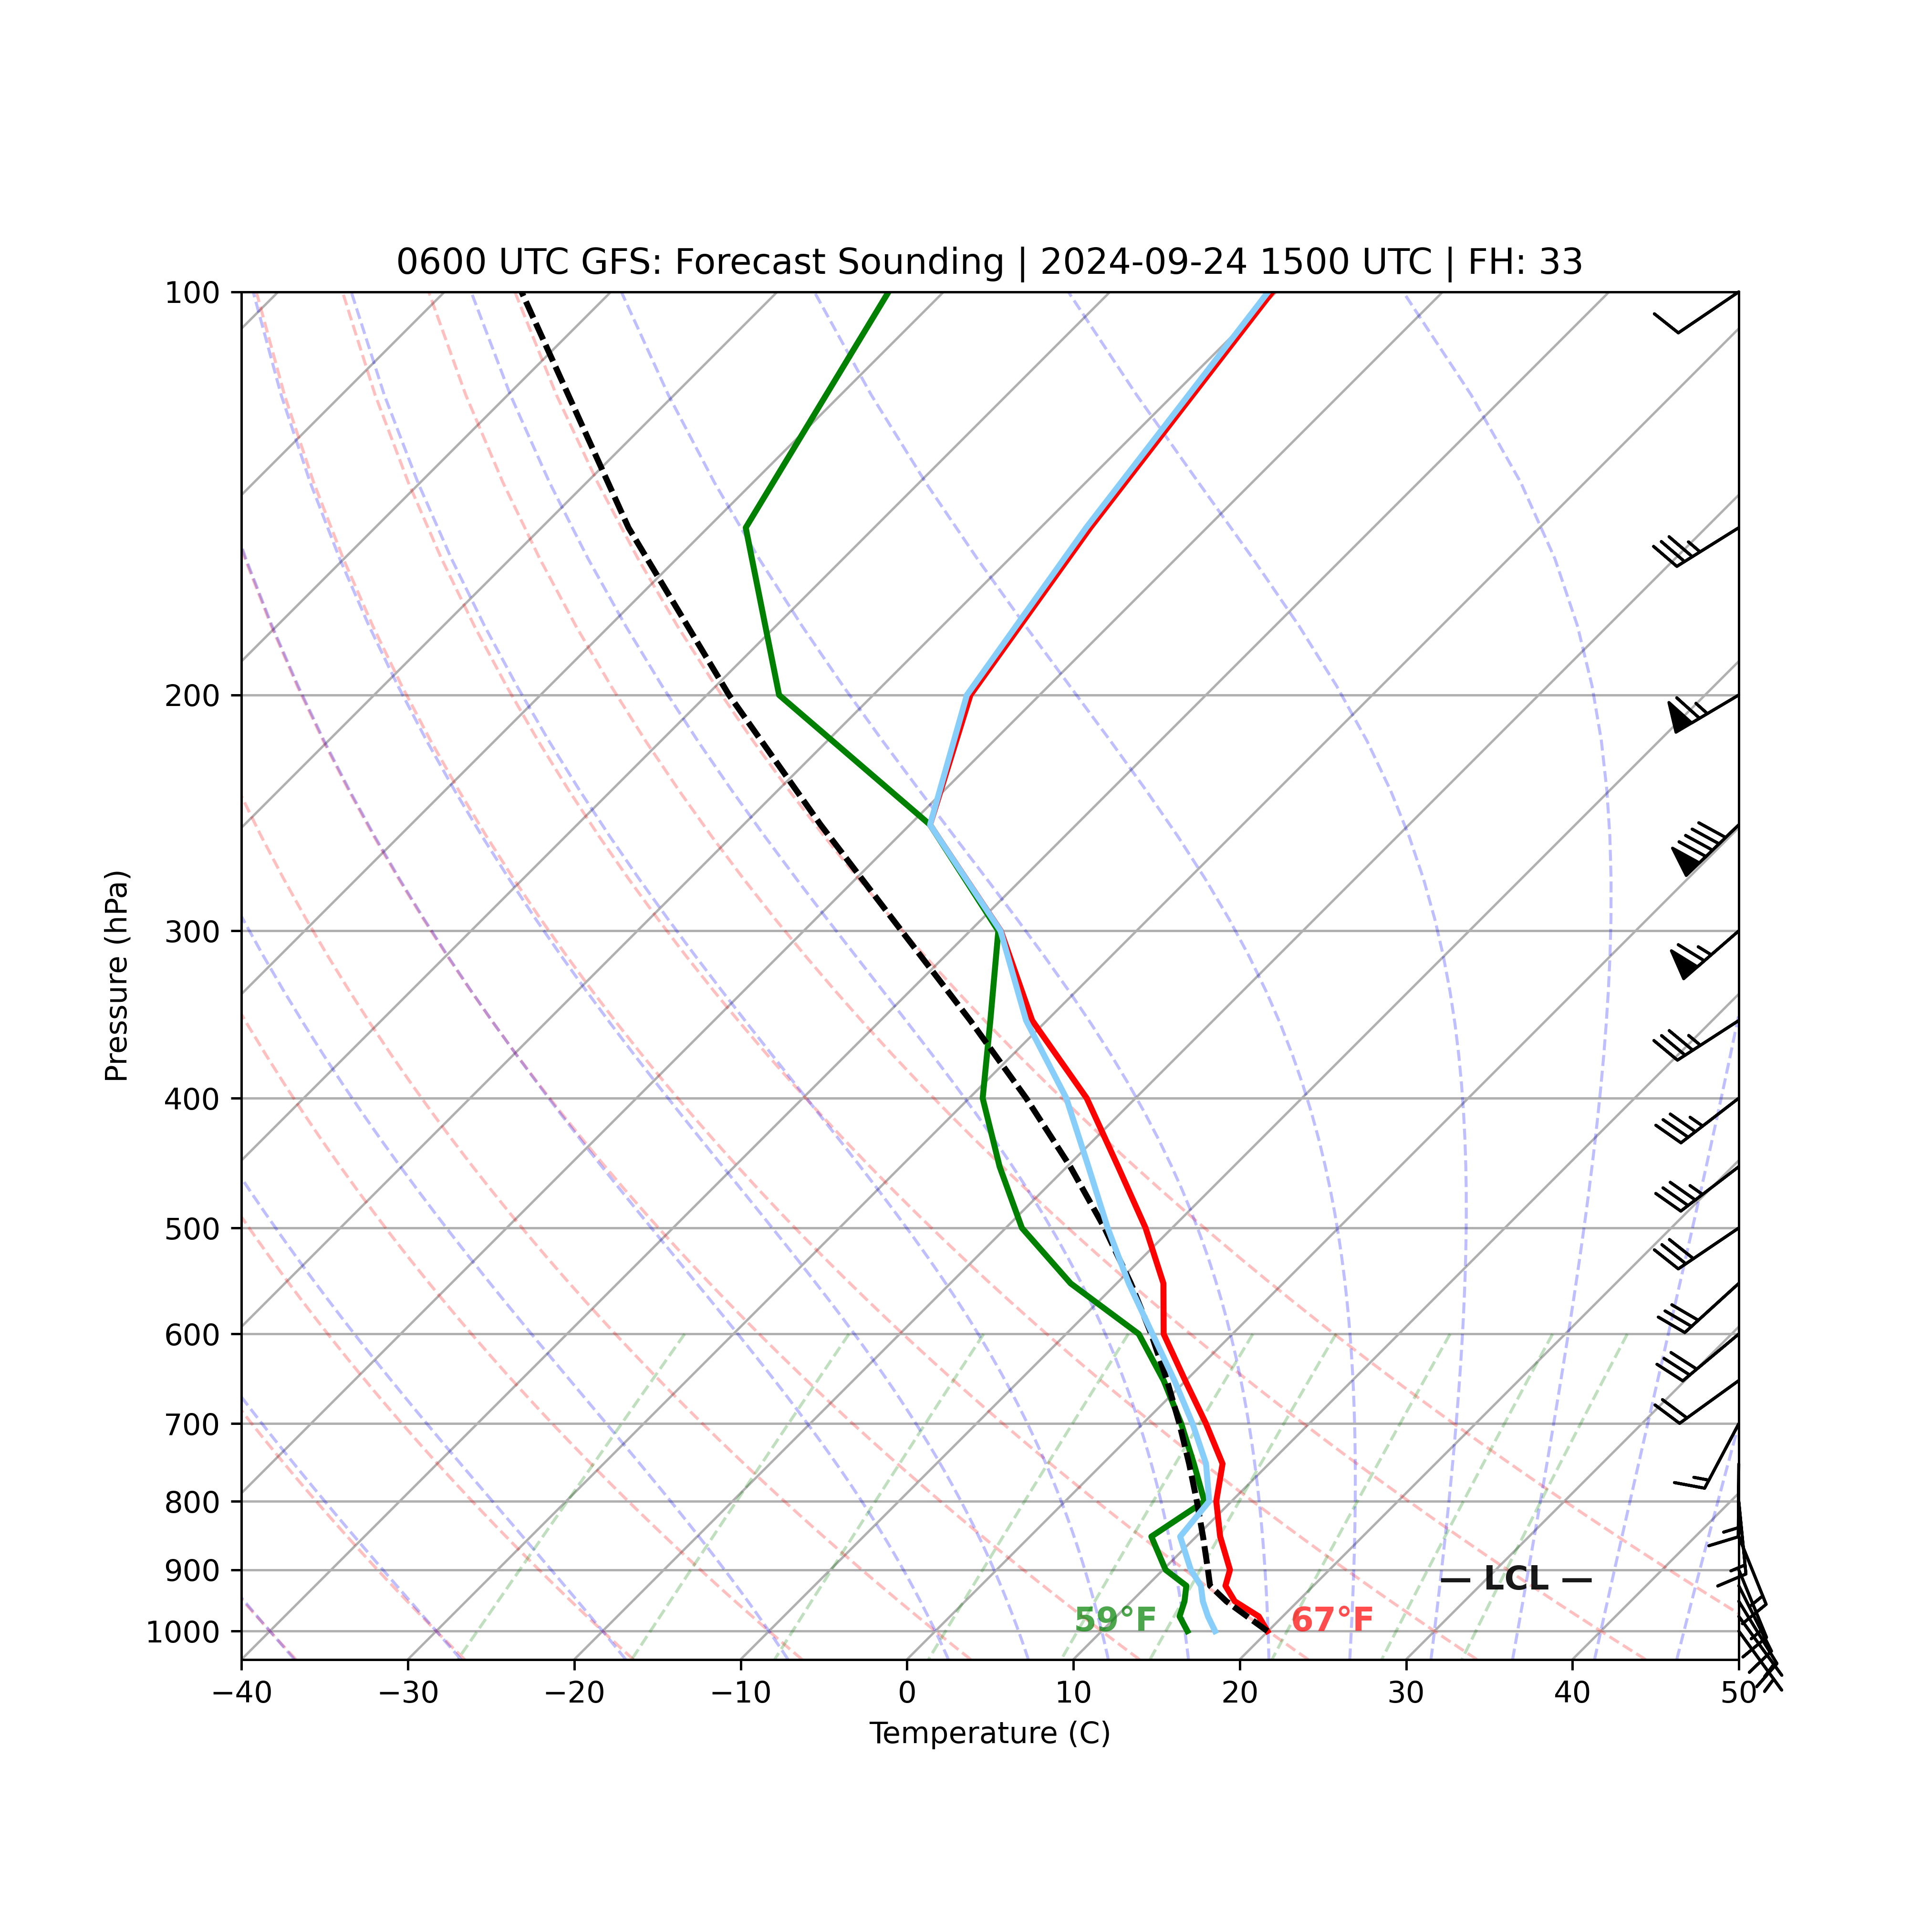 0600 UTC GFS: Forecast Sounding | 2024-09-24 1500 UTC | FH: 33
100
200
300
400
500
600
700
800
900
1000
Pressure (hPa)
— LCL —
59°F
67°F
−40 −30 −20 −10 0 10 20 30 40 50
Temperature (C)